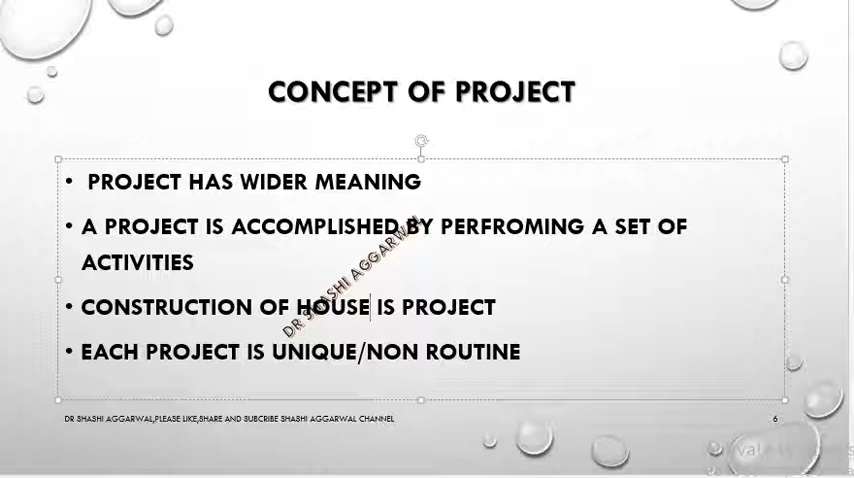 CONCEPT OF PROJECT
• PROJECT HAS WIDER MEANING
• A PROJECT IS ACCOMPLISHED BY PERFROMING A SET OF
ACTIVITIES
DR SHASHI AGGARWAL
• CONSTRUCTION OF HOUSE IS PROJECT
• EACH PROJECT IS UNIQUE/NON ROUTINE
DR SHASHI AGGARWAL,PLEASE LIKE,SHARE AND SUBCRIBE SHASHI AGGARWAL CHANNEL
6